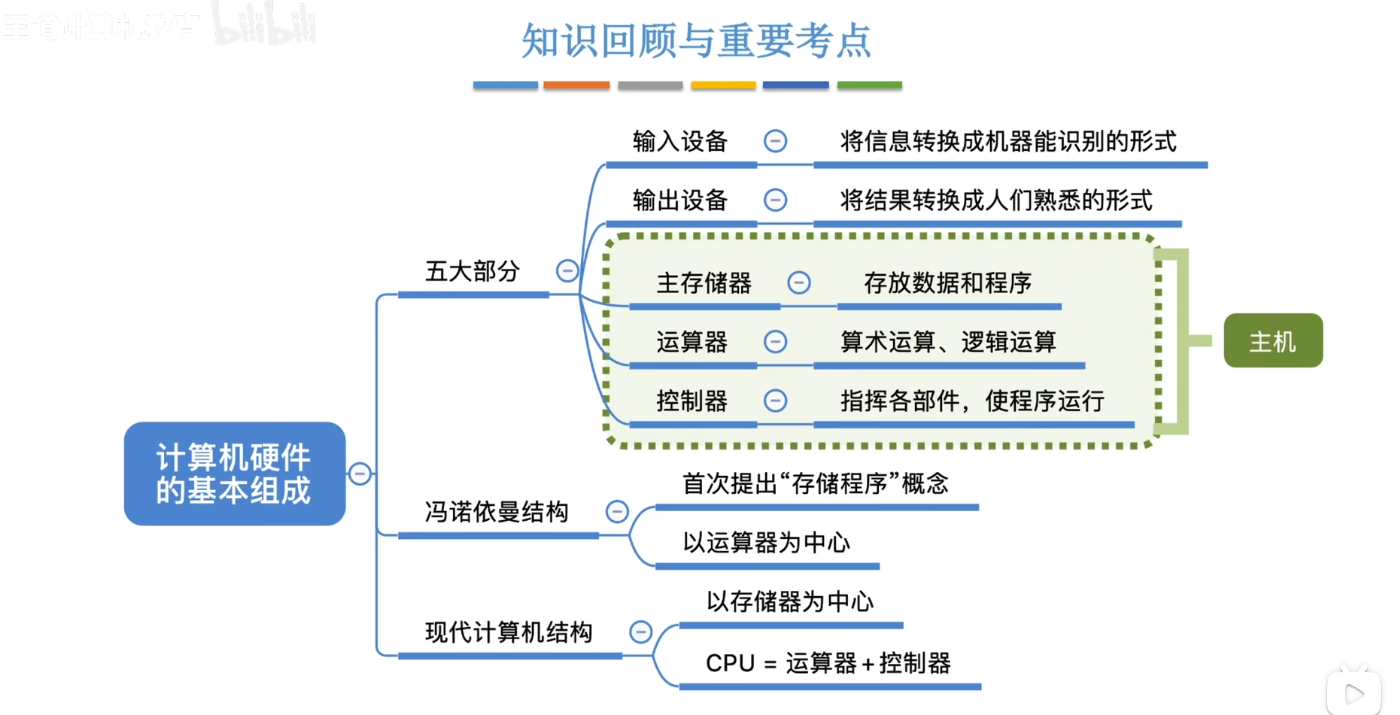 王道计算机教育 bilibili
知识回顾与重要考点
输入设备 将信息转换成机器能识别的形式
输出设备 将结果转换成人们熟悉的形式
五大部分
主存储器 存放数据和程序
运算器 算术运算、逻辑运算
主机
控制器 指挥各部件，使程序运行
计算机硬件
的基本组成
首次提出“存储程序”概念
冯诺依曼结构
以运算器为中心
以存储器为中心
现代计算机结构
CPU = 运算器+控制器